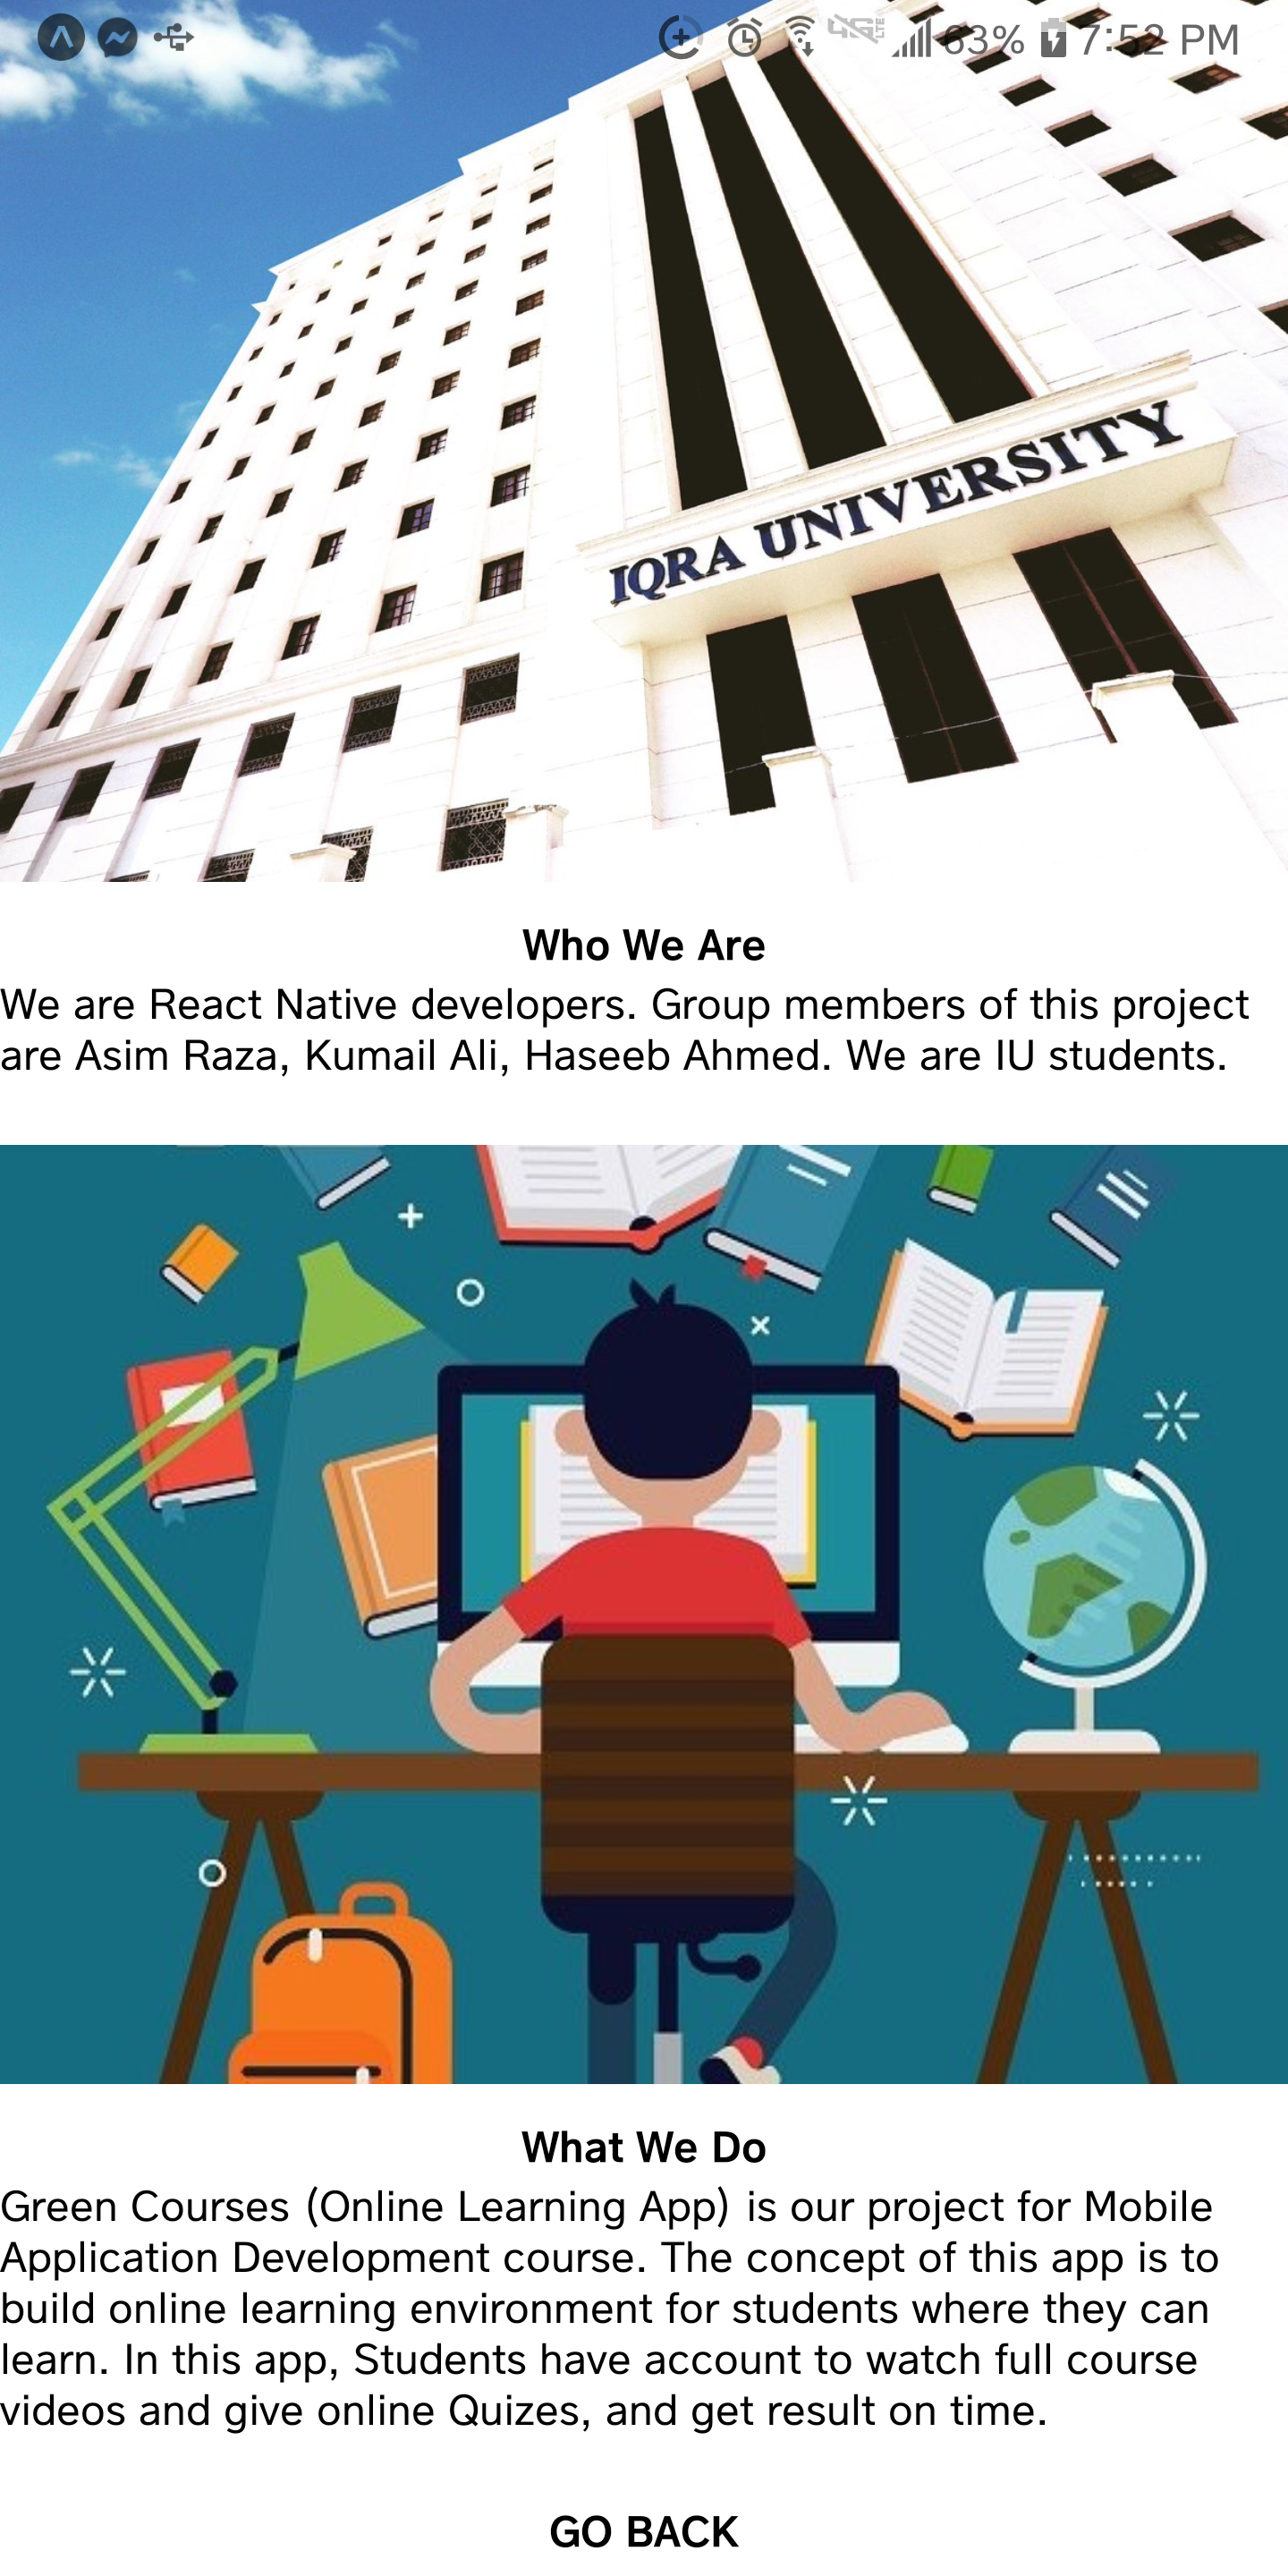 63% 7:52 PM
IQRA UNIVERSITY
Who We Are
We are React Native developers. Group members of this project
are Asim Raza, Kumail Ali, Haseeb Ahmed. We are IU students.
What We Do
Green Courses (Online Learning App) is our project for Mobile
Application Development course. The concept of this app is to
build online learning environment for students where they can
learn. In this app, Students have account to watch full course
videos and give online Quizes, and get result on time.
GO BACK